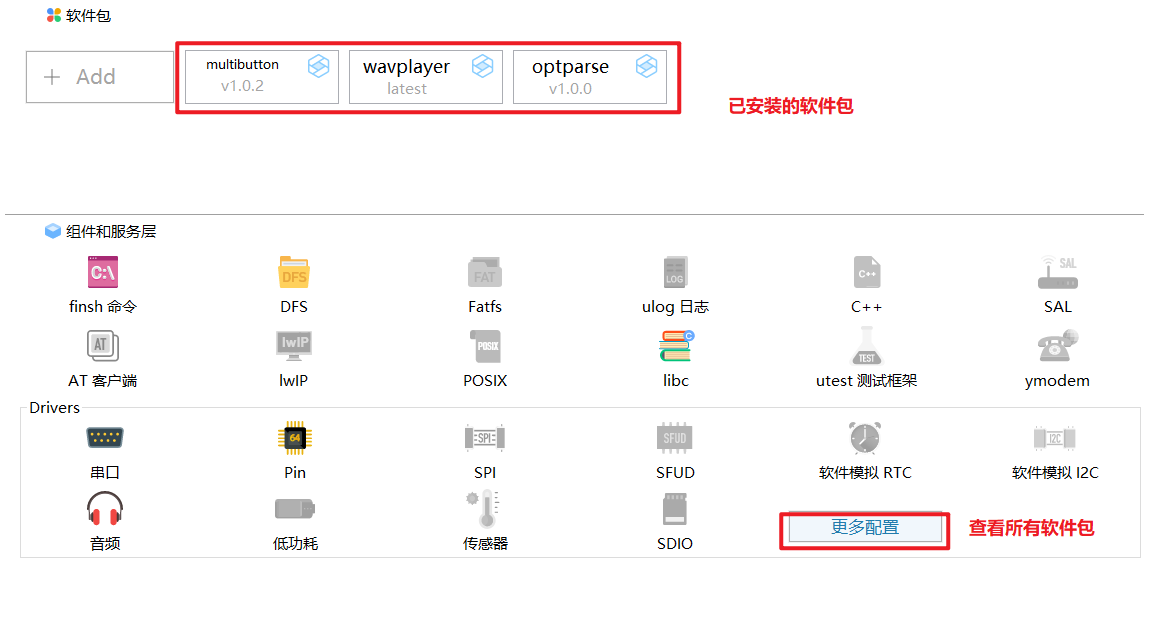 软件包
+ Add
multibutton
v1.0.2
wavplayer
latest
optparse
v1.0.0
已安装的软件包
组件和服务层
C:\
DFS
FAT
LOG
C++
SAL
finsh 命令
DFS
Fatfs
ulog 日志
C++
SAL
AT
lwIP
POSIX
C
TEST
AT 客户端
lwIP
POSIX
libc
utest 测试框架
ymodem
Drivers
64
SPI
SFUD
I2C
串口
Pin
SPI
SFUD
软件模拟 RTC
软件模拟 I2C
更多配置
查看所有软件包
音频
低功耗
传感器
SDIO